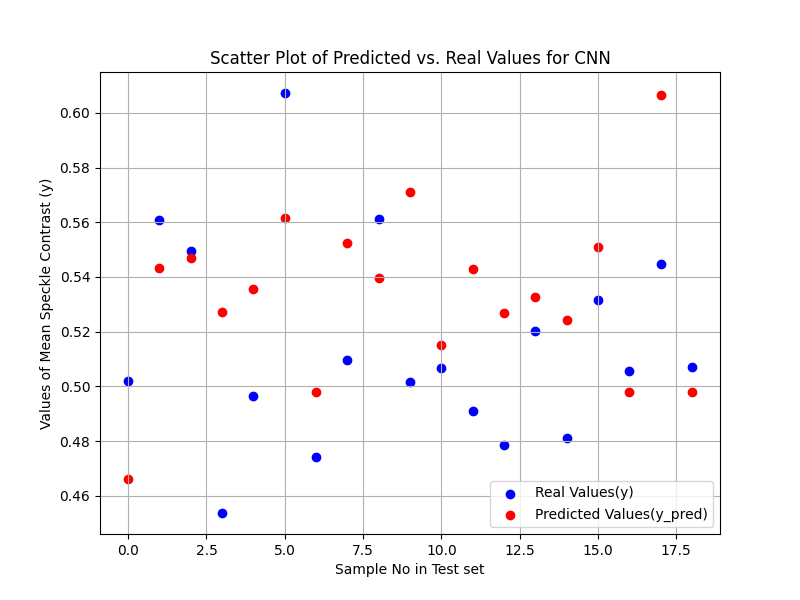 Scatter Plot of Predicted vs. Real Values for CNN
Values of Mean Speckle Contrast (y)
0.60
0.58
0.56
0.54
0.52
0.50
0.48
0.46
Real Values(y)
Predicted Values(y_pred)
0.0 2.5 5.0 7.5 10.0 12.5 15.0 17.5
Sample No in Test set